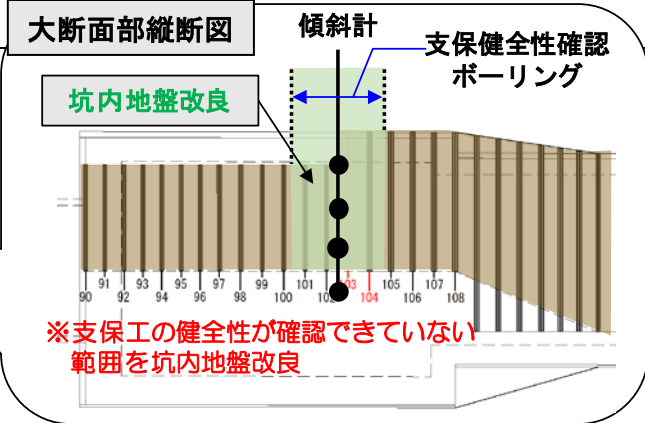 大断面部縦断図
傾斜計
支保健全性確認
ボーリング
坑内地盤改良
90 91 92 93 94 95 96 97 98 99 100 101 102 103 104 105 106 107 108
※支保工の健全性が確認できていない
範囲を坑内地盤改良